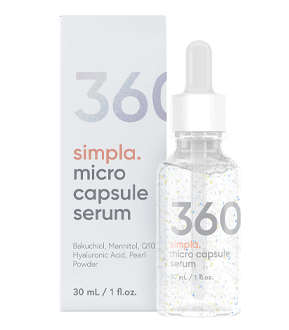 360
simpla.
micro
capsule
serum
Bakuchiol, Mannitol, Q10
Hyaluronic Acid, Pearl
Powder
30 mL / 1 fl.oz.
360
simpla.
micro capsule
serum
30 mL / 1 fl.oz.